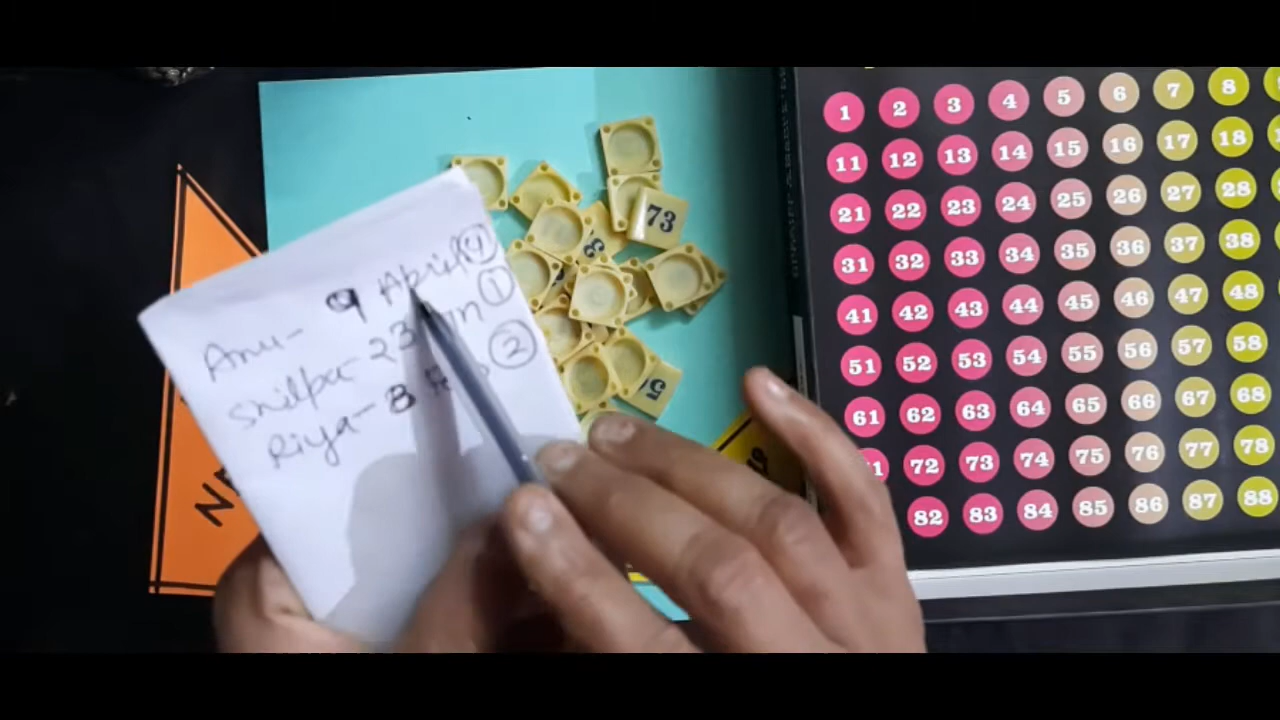 Anu- 9 April 4
Shilpa- 23 1
Riya- 8 2
73
1 2 3 4 5 6 7 8
11 12 13 14 15 16 17 18
21 22 23 24 25 26 27 28
31 32 33 34 35 36 37 38
41 42 43 44 45 46 47 48
51 52 53 54 55 56 57 58
61 62 63 64 65 66 67 68
72 73 74 75 76 77 78
82 83 84 85 86 87 88